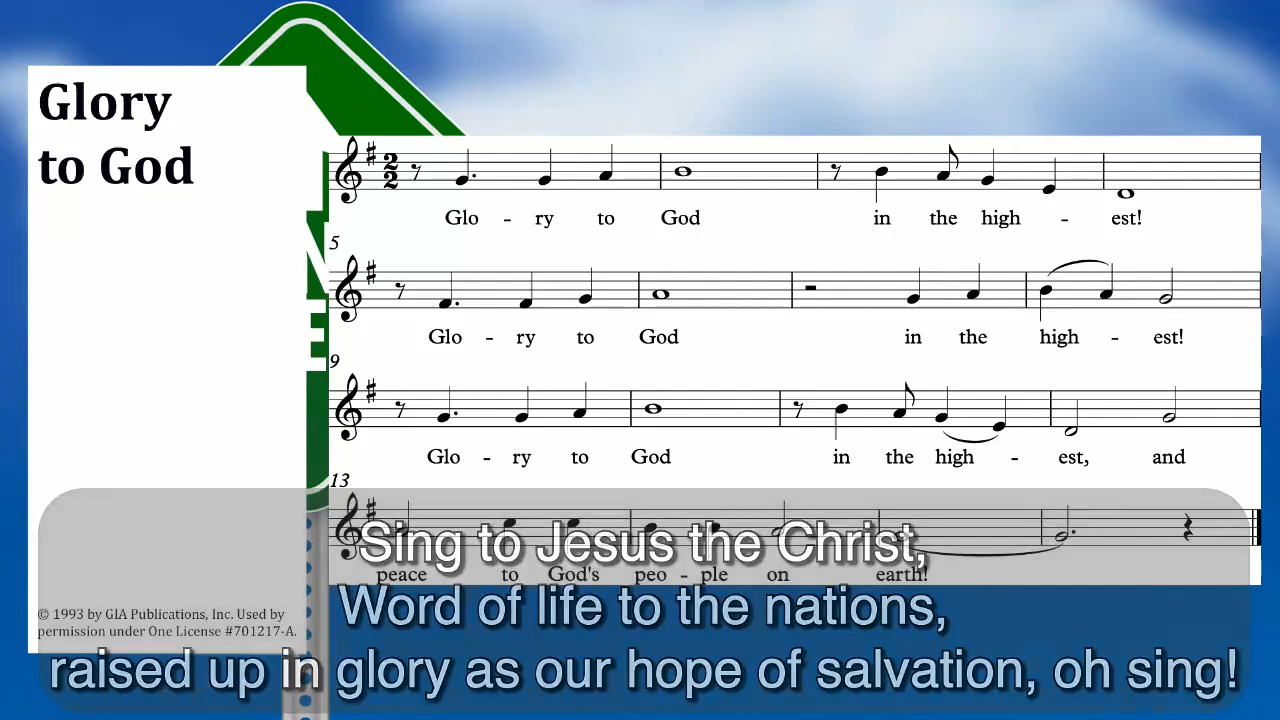 Glory
to God
2
2
Glo - ry to God in the high - est!
5
Glo - ry to God in the high - est!
9
Glo - ry to God in the high - est, and
13
peace to God's peo - ple on earth!
Sing to Jesus the Christ,
Word of life to the nations,
raised up in glory as our hope of salvation, oh sing!
© 1993 by GIA Publications, Inc. Used by
permission under One License #701217-A.